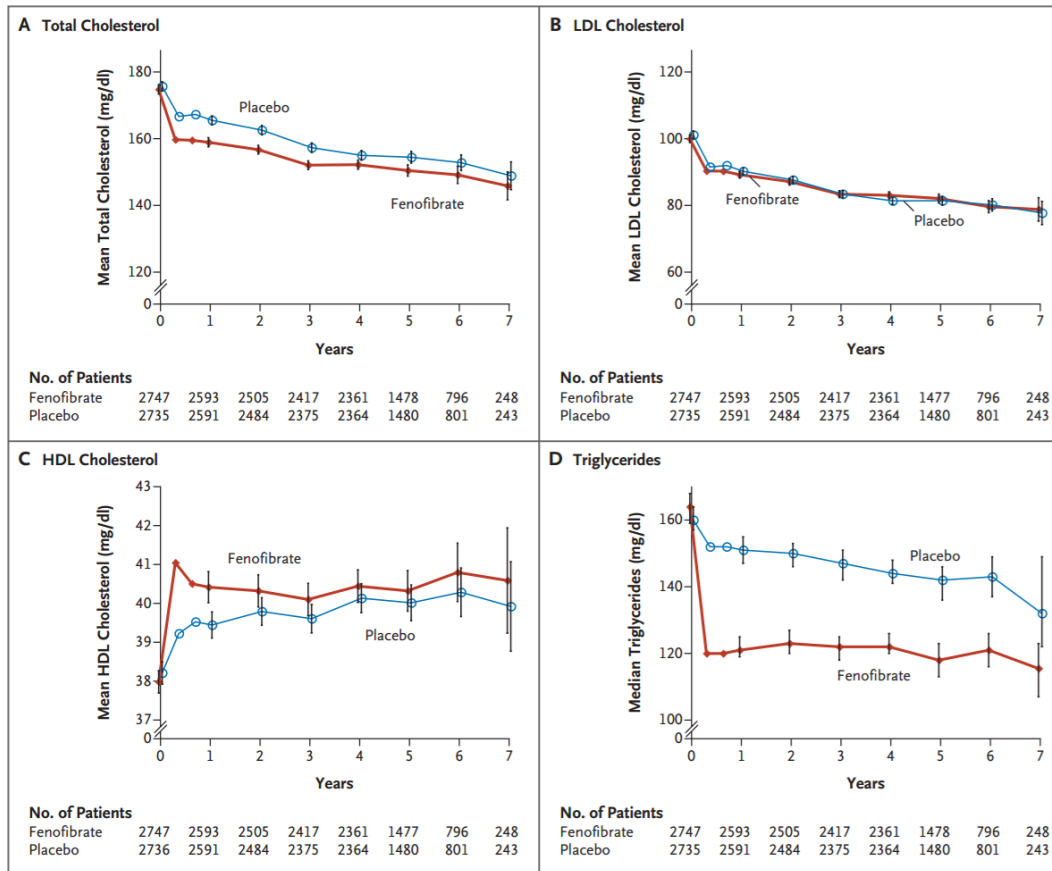 A Total Cholesterol
Mean Total Cholesterol (mg/dl)
180
160
140
120
0
Placebo
Fenofibrate
0 1 2 3 4 5 6 7
Years
No. of Patients
Fenofibrate 2747 2593 2505 2417 2361 1478 796 248
Placebo 2735 2591 2484 2375 2364 1480 801 243
B LDL Cholesterol
Mean LDL Cholesterol (mg/dl)
120
100
80
60
0
Fenofibrate
Placebo
0 1 2 3 4 5 6 7
Years
No. of Patients
Fenofibrate 2747 2593 2505 2417 2361 1477 796 248
Placebo 2735 2591 2484 2375 2364 1480 801 243
C HDL Cholesterol
Mean HDL Cholesterol (mg/dl)
43
42
41
40
39
38
37
0
Fenofibrate
Placebo
0 1 2 3 4 5 6 7
Years
No. of Patients
Fenofibrate 2747 2593 2505 2417 2361 1477 796 248
Placebo 2736 2591 2484 2375 2364 1480 801 243
D Triglycerides
Median Triglycerides (mg/dl)
160
140
120
100
0
Placebo
Fenofibrate
0 1 2 3 4 5 6 7
Years
No. of Patients
Fenofibrate 2747 2593 2505 2417 2361 1478 796 248
Placebo 2735 2591 2484 2375 2364 1480 801 243